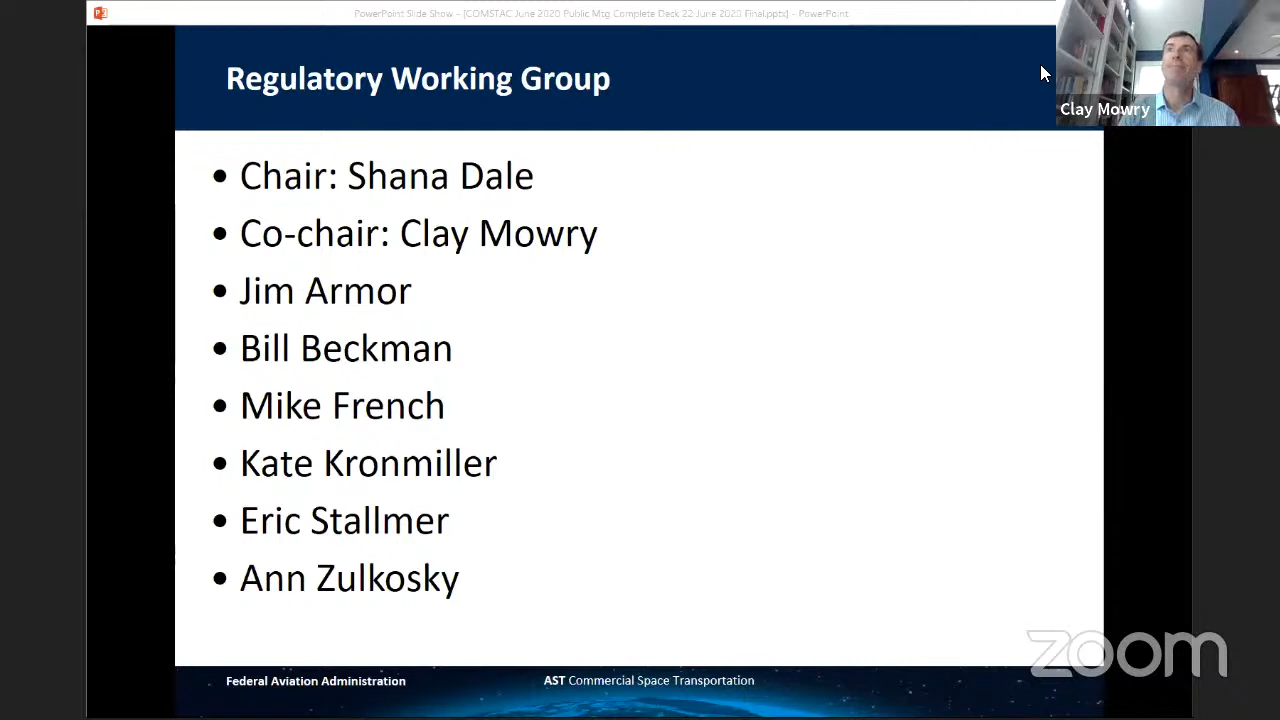 PowerPoint Slide Show - [COMSTAC June 2020 Public Mtg Complete Deck 22 June 2020 Final.pptx] - PowerPoint
Regulatory Working Group
Clay Mowry
• Chair: Shana Dale
• Co-chair: Clay Mowry
• Jim Armor
• Bill Beckman
• Mike French
• Kate Kronmiller
• Eric Stallmer
• Ann Zulkosky
zoom
Federal Aviation Administration
AST Commercial Space Transportation